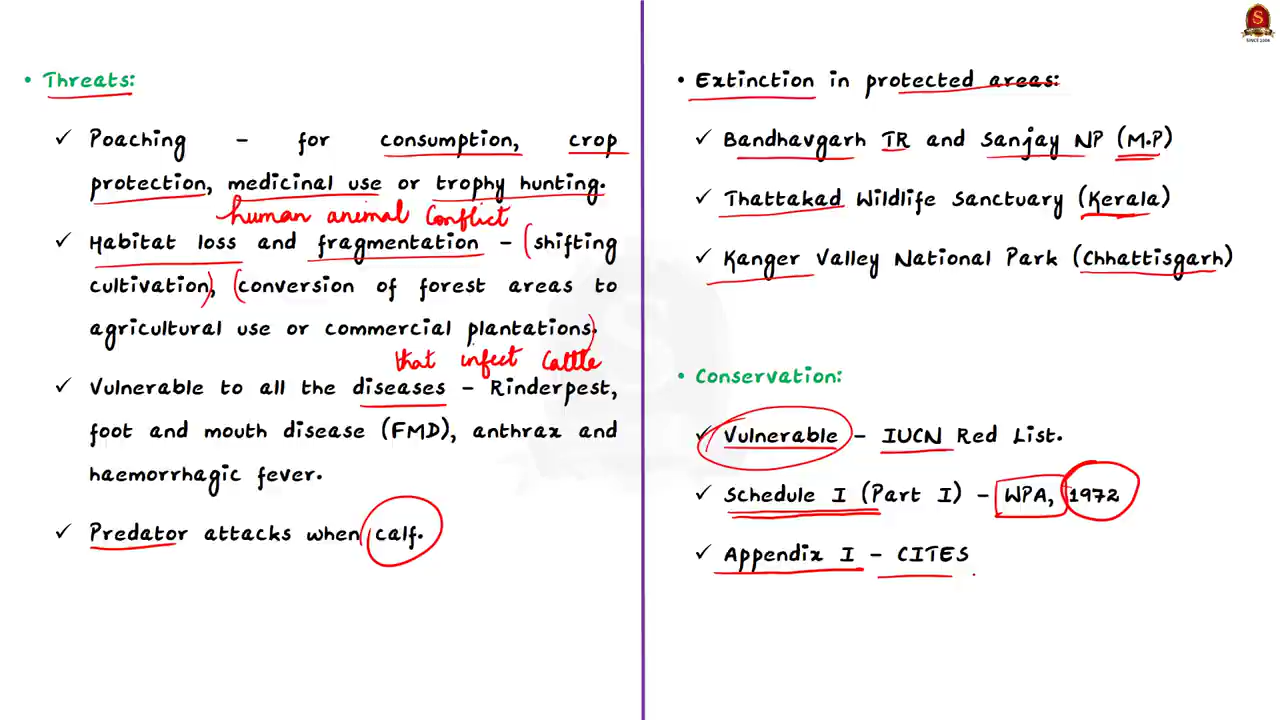 • Threats:
✓ Poaching - for consumption, crop
protection, medicinal use or trophy hunting.
human animal Conflict
✓ Habitat loss and fragmentation - (shifting
cultivation), (conversion of forest areas to
agricultural use or commercial plantations).
that infect Cattle
✓ Vulnerable to all the diseases - Rinderpest,
foot and mouth disease (FMD), anthrax and
haemorrhagic fever.
✓ Predator attacks when calf.
• Extinction in protected areas:
✓ Bandhavgarh TR and Sanjay NP (M.P)
✓ Thattakad Wildlife Sanctuary (Kerala)
✓ Kanger Valley National Park (Chhattisgarh)
• Conservation:
✓ Vulnerable - IUCN Red List.
✓ Schedule I (Part I) - WPA, 1972
✓ Appendix I - CITES
S
SINCE 2004